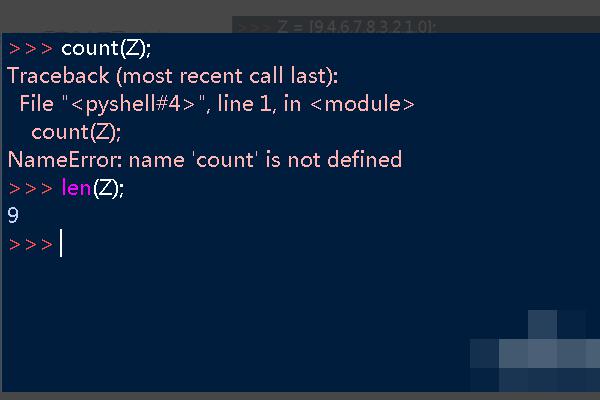 >>> Z = [9,4,6,7,8,3,2,1,0];
>>> count(Z);
Traceback (most recent call last):
  File "<pyshell#4>", line 1, in <module>
    count(Z);
NameError: name 'count' is not defined
>>> len(Z);
9
>>>